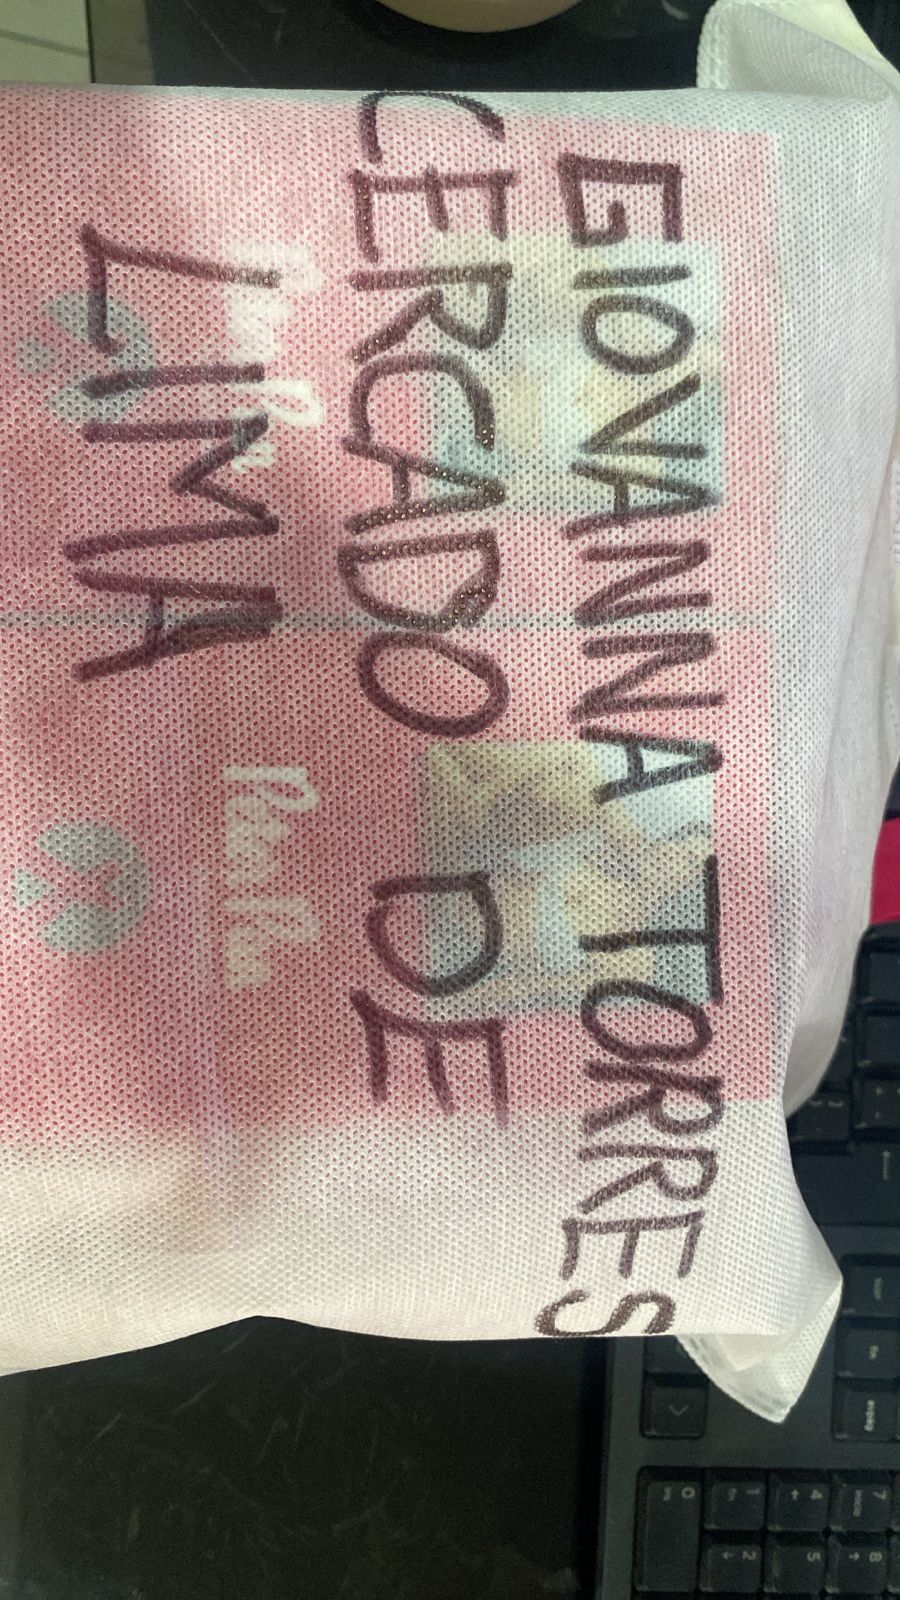 GIOVANNA TORRES
CERCADO DE
LIMA